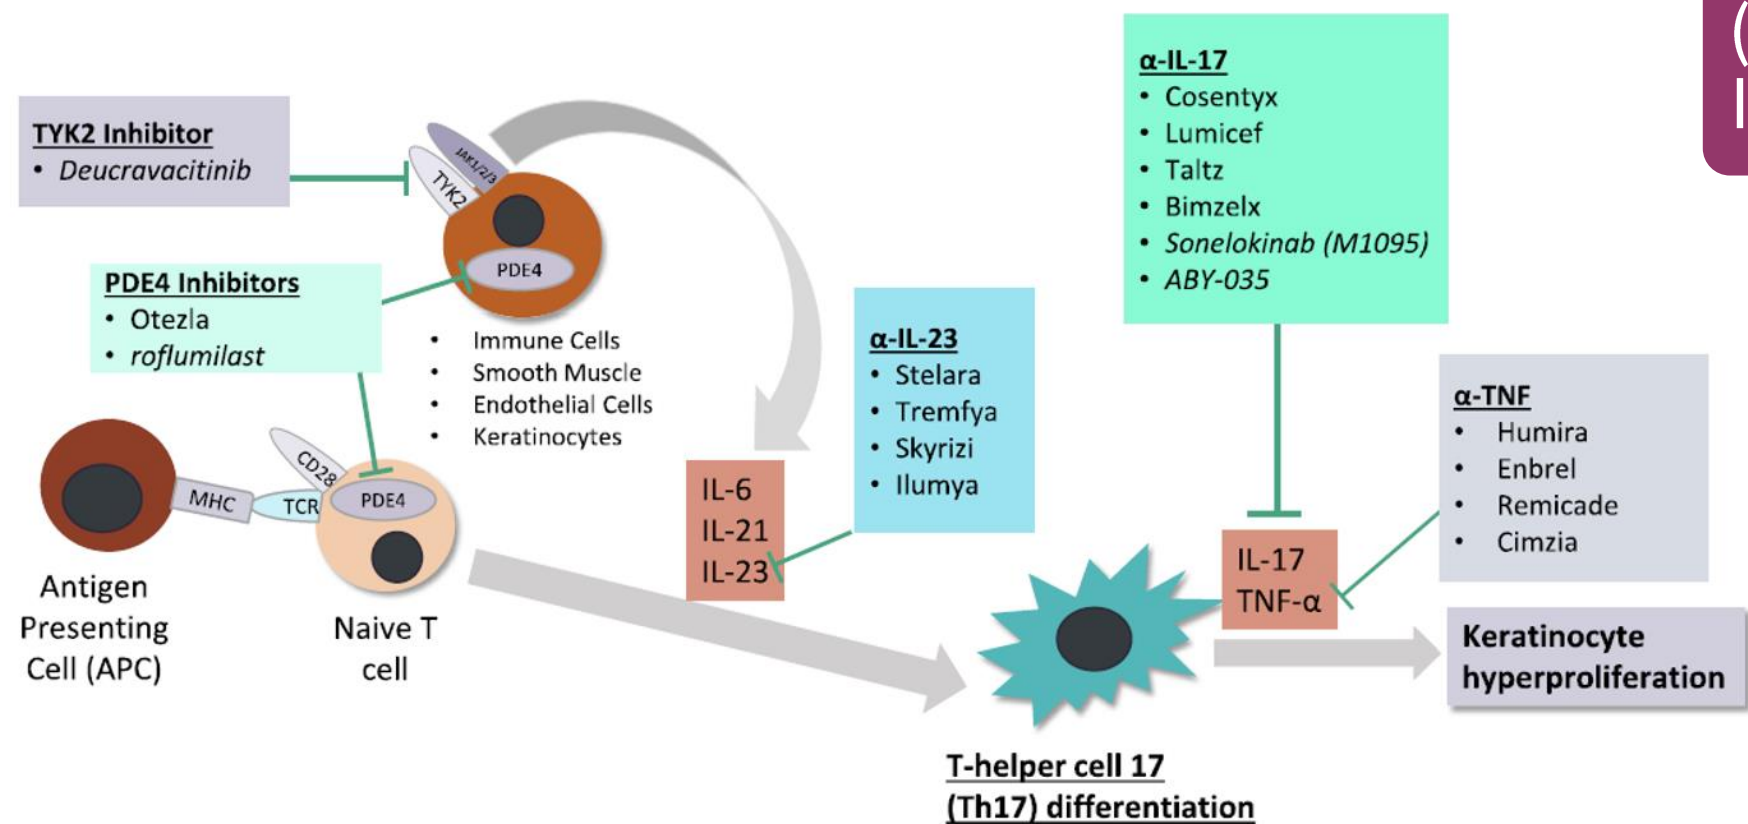 TYK2 Inhibitor
• Deucravacitinib
JAK1/2/3
TYK2
PDE4
PDE4 Inhibitors
• Otezla
• roflumilast
• Immune Cells
• Smooth Muscle
• Endothelial Cells
• Keratinocytes
CD28
MHC
TCR
PDE4
Antigen
Presenting
Cell (APC)
Naive T
cell
IL-6
IL-21
IL-23
α-IL-23
• Stelara
• Tremfya
• Skyrizi
• Ilumya
α-IL-17
• Cosentyx
• Lumicef
• Taltz
• Bimzelx
• Sonelokinab (M1095)
• ABY-035
α-TNF
• Humira
• Enbrel
• Remicade
• Cimzia
IL-17
TNF-α
Keratinocyte
hyperproliferation
T-helper cell 17
(Th17) differentiation
(